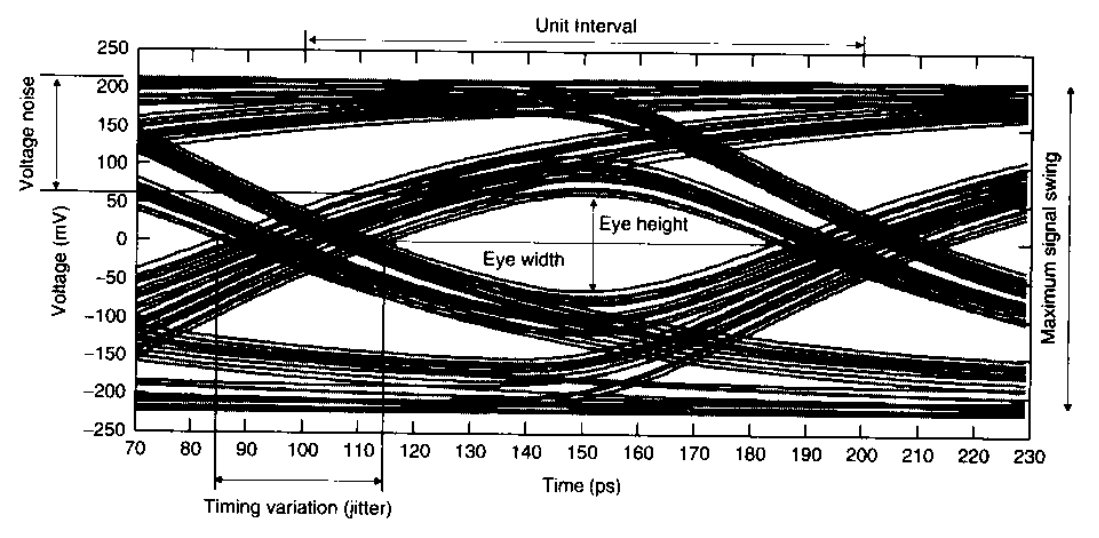 Unit Interval
250
200
150
100
50
0
−50
−100
−150
−200
−250
Voltage noise
Voltage (mV)
Eye height
Eye width
Maximum signal swing
70 80 90 100 110 120 130 140 150 160 170 180 190 200 210 220 230
Time (ps)
Timing variation (jitter)